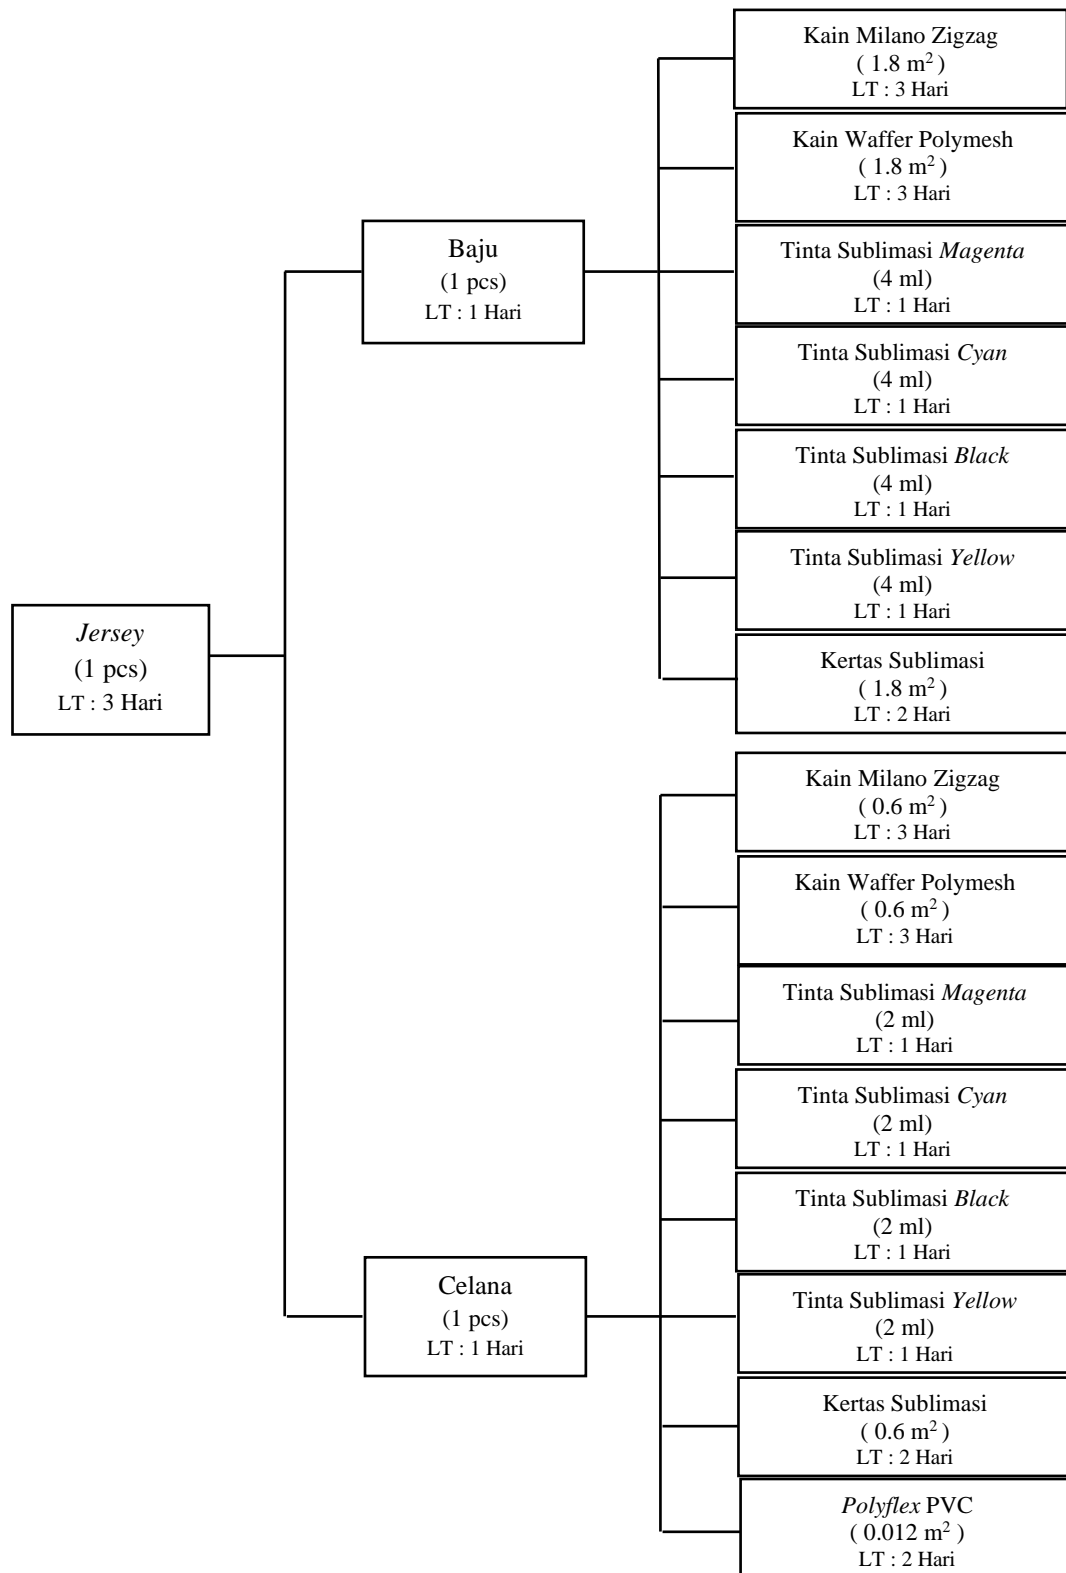 Jersey
(1 pcs)
LT : 3 Hari
Baju
(1 pcs)
LT : 1 Hari
Kain Milano Zigzag
( 1.8 m² )
LT : 3 Hari
Kain Waffer Polymesh
( 1.8 m² )
LT : 3 Hari
Tinta Sublimasi Magenta
(4 ml)
LT : 1 Hari
Tinta Sublimasi Cyan
(4 ml)
LT : 1 Hari
Tinta Sublimasi Black
(4 ml)
LT : 1 Hari
Tinta Sublimasi Yellow
(4 ml)
LT : 1 Hari
Kertas Sublimasi
( 1.8 m² )
LT : 2 Hari
Celana
(1 pcs)
LT : 1 Hari
Kain Milano Zigzag
( 0.6 m² )
LT : 3 Hari
Kain Waffer Polymesh
( 0.6 m² )
LT : 3 Hari
Tinta Sublimasi Magenta
(2 ml)
LT : 1 Hari
Tinta Sublimasi Cyan
(2 ml)
LT : 1 Hari
Tinta Sublimasi Black
(2 ml)
LT : 1 Hari
Tinta Sublimasi Yellow
(2 ml)
LT : 1 Hari
Kertas Sublimasi
( 0.6 m² )
LT : 2 Hari
Polyflex PVC
( 0.012 m² )
LT : 2 Hari